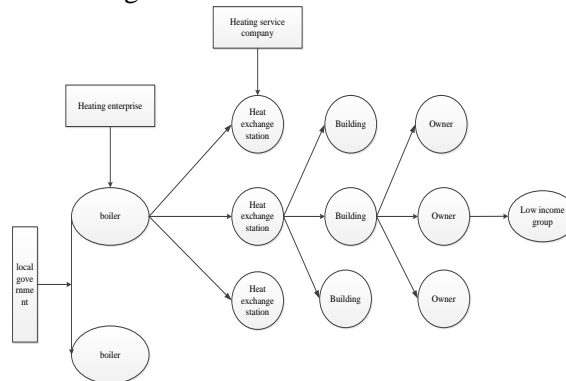 Heating service
company
Heating enterprise
Heat
exchange
station
Building
Owner
boiler
Heat
exchange
station
Building
Owner
Low income
group
local
gove
rnme
nt
Heat
exchange
station
Building
Owner
boiler